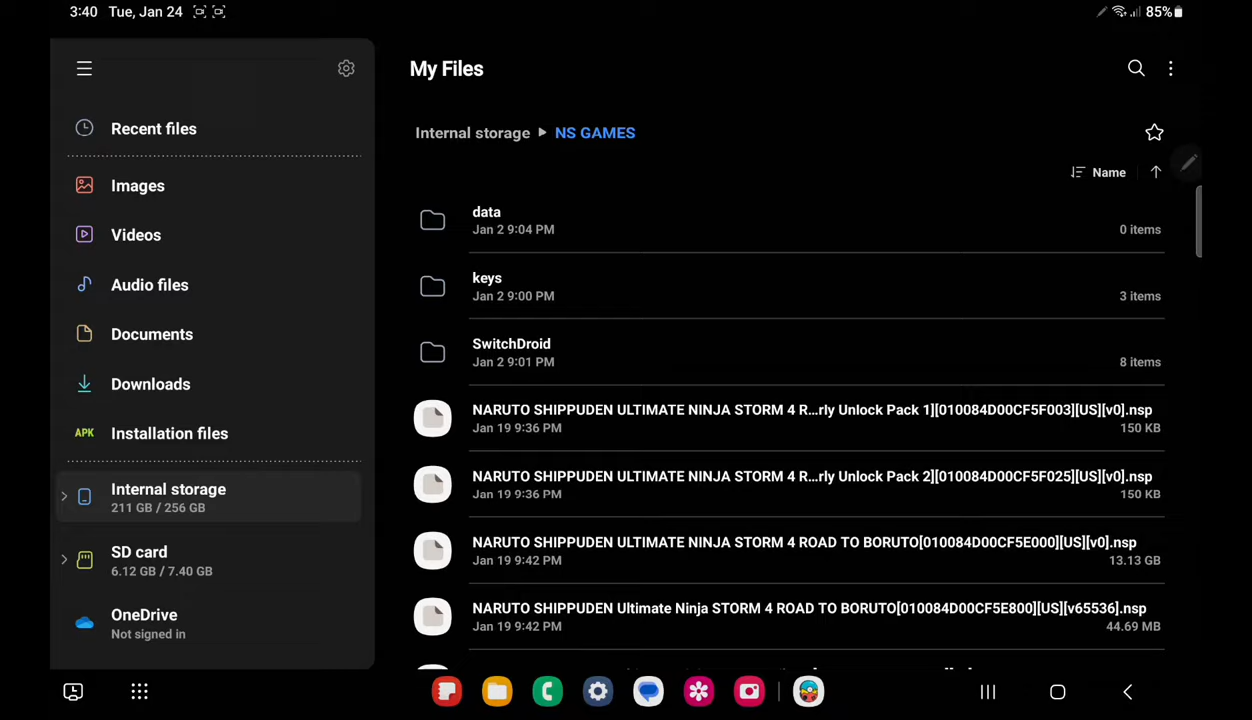 3:40 Tue, Jan 24
85%
My Files
Recent files
Images
Videos
Audio files
Documents
Downloads
APK Installation files
Internal storage
211 GB / 256 GB
SD card
6.12 GB / 7.40 GB
OneDrive
Not signed in
Internal storage NS GAMES
Name
data
Jan 2 9:04 PM 0 items
keys
Jan 2 9:00 PM 3 items
SwitchDroid
Jan 2 9:01 PM 8 items
NARUTO SHIPPUDEN ULTIMATE NINJA STORM 4 R...rly Unlock Pack 1][010084D00CF5F003][US][v0].nsp
Jan 19 9:36 PM 150 KB
NARUTO SHIPPUDEN ULTIMATE NINJA STORM 4 R...rly Unlock Pack 2][010084D00CF5F025][US][v0].nsp
Jan 19 9:36 PM 150 KB
NARUTO SHIPPUDEN ULTIMATE NINJA STORM 4 ROAD TO BORUTO[010084D00CF5E000][US][v0].nsp
Jan 19 9:42 PM 13.13 GB
NARUTO SHIPPUDEN Ultimate Ninja STORM 4 ROAD TO BORUTO[010084D00CF5E800][US][v65536].nsp
Jan 19 9:42 PM 44.69 MB